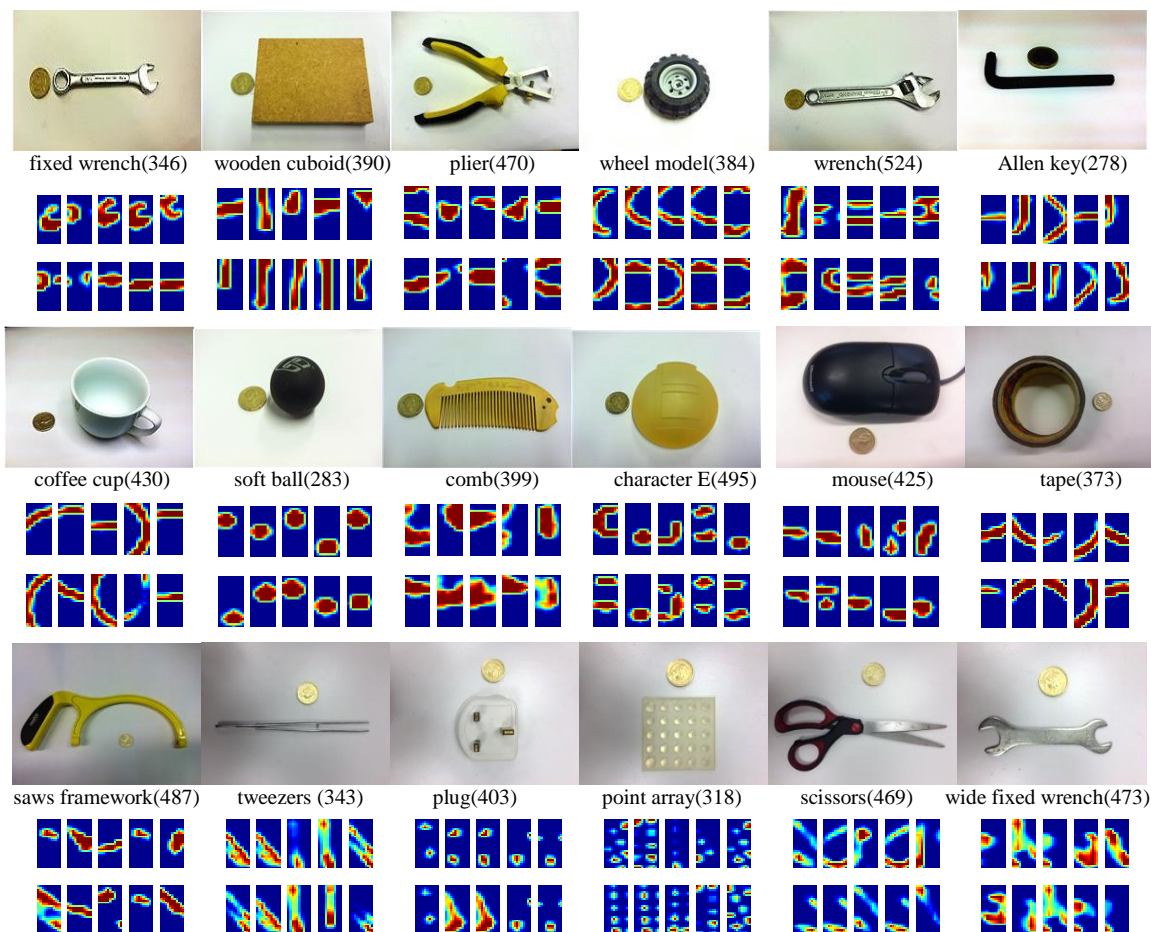 fixed wrench(346) wooden cuboid(390) plier(470) wheel model(384) wrench(524) Allen key(278)
coffee cup(430) soft ball(283) comb(399) character E(495) mouse(425) tape(373)
saws framework(487) tweezers (343) plug(403) point array(318) scissors(469) wide fixed wrench(473)